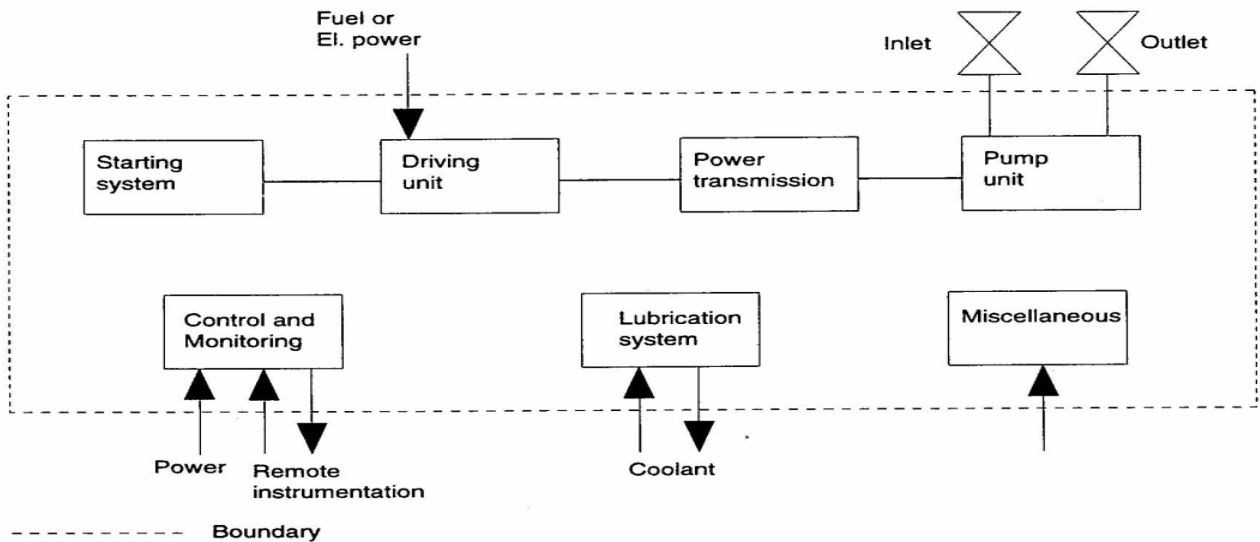 Fuel or
El. power
Inlet
Outlet
Starting
system
Driving
unit
Power
transmission
Pump
unit
Control and
Monitoring
Lubrication
system
Miscellaneous
Power
Remote
instrumentation
Coolant
Boundary